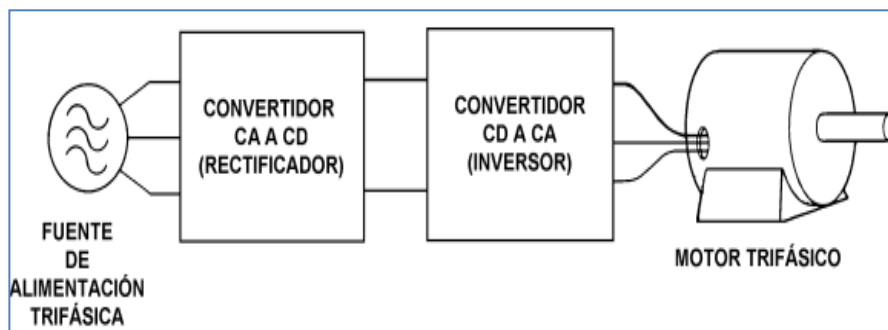 FUENTE
DE
ALIMENTACIÓN
TRIFÁSICA
CONVERTIDOR
CA A CD
(RECTIFICADOR)
CONVERTIDOR
CD A CA
(INVERSOR)
MOTOR TRIFÁSICO